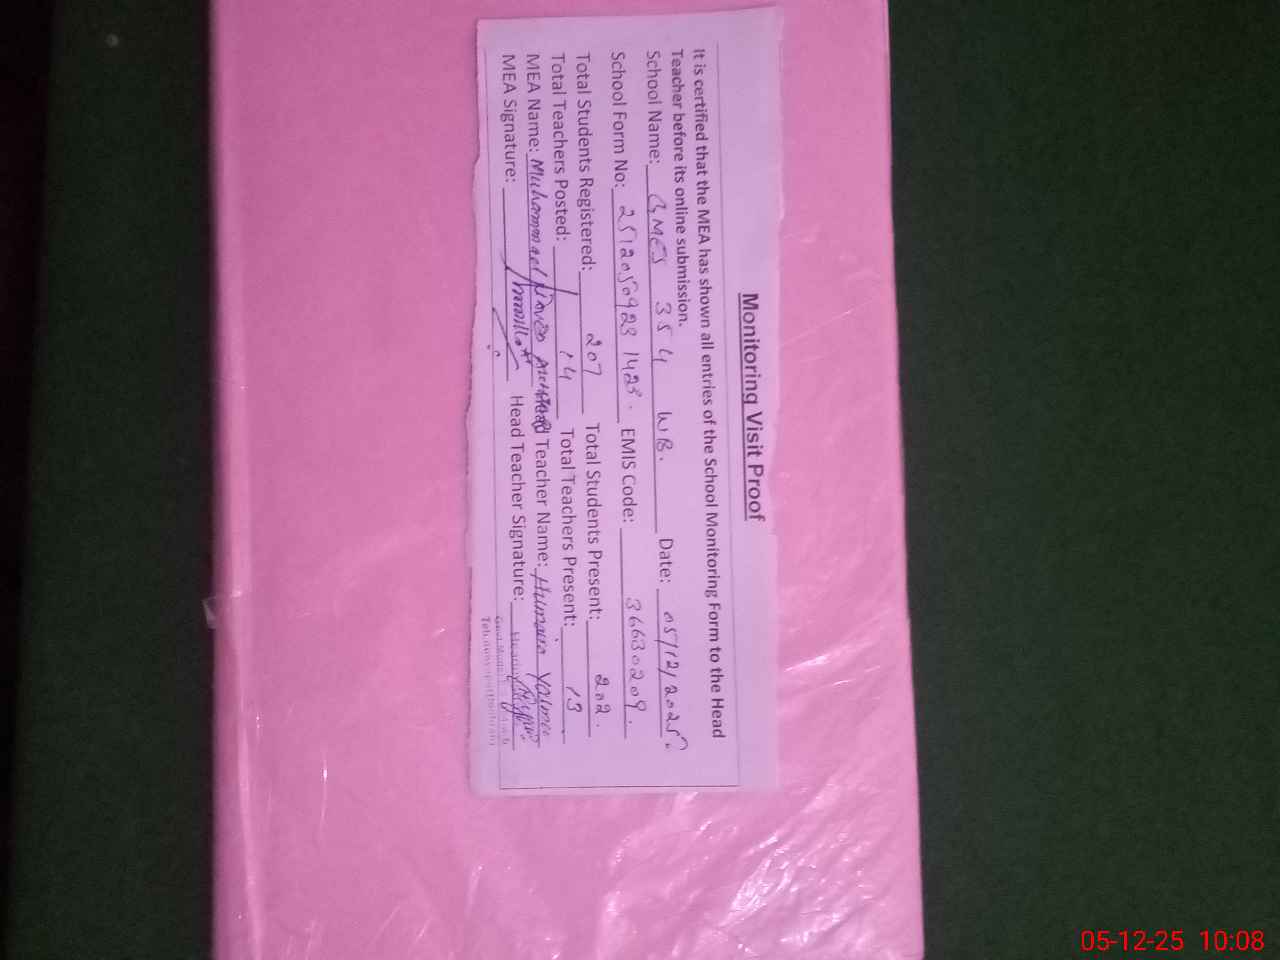 Monitoring Visit Proof
It is certified that the MEA has shown all entries of the School Monitoring Form to the Head
Teacher before its online submission.
School Name: GMES 354 WB. Date: 05/12/2025
School Form No: 2512050923 1423. EMIS Code: 36630209.
Total Students Registered: 207 Total Students Present: 202.
Total Teachers Posted: 14 Total Teachers Present: 13
MEA Name: Muhammad Teacher Name: Humaira
MEA Signature: Head Teacher Signature:
05-12-25 10:08